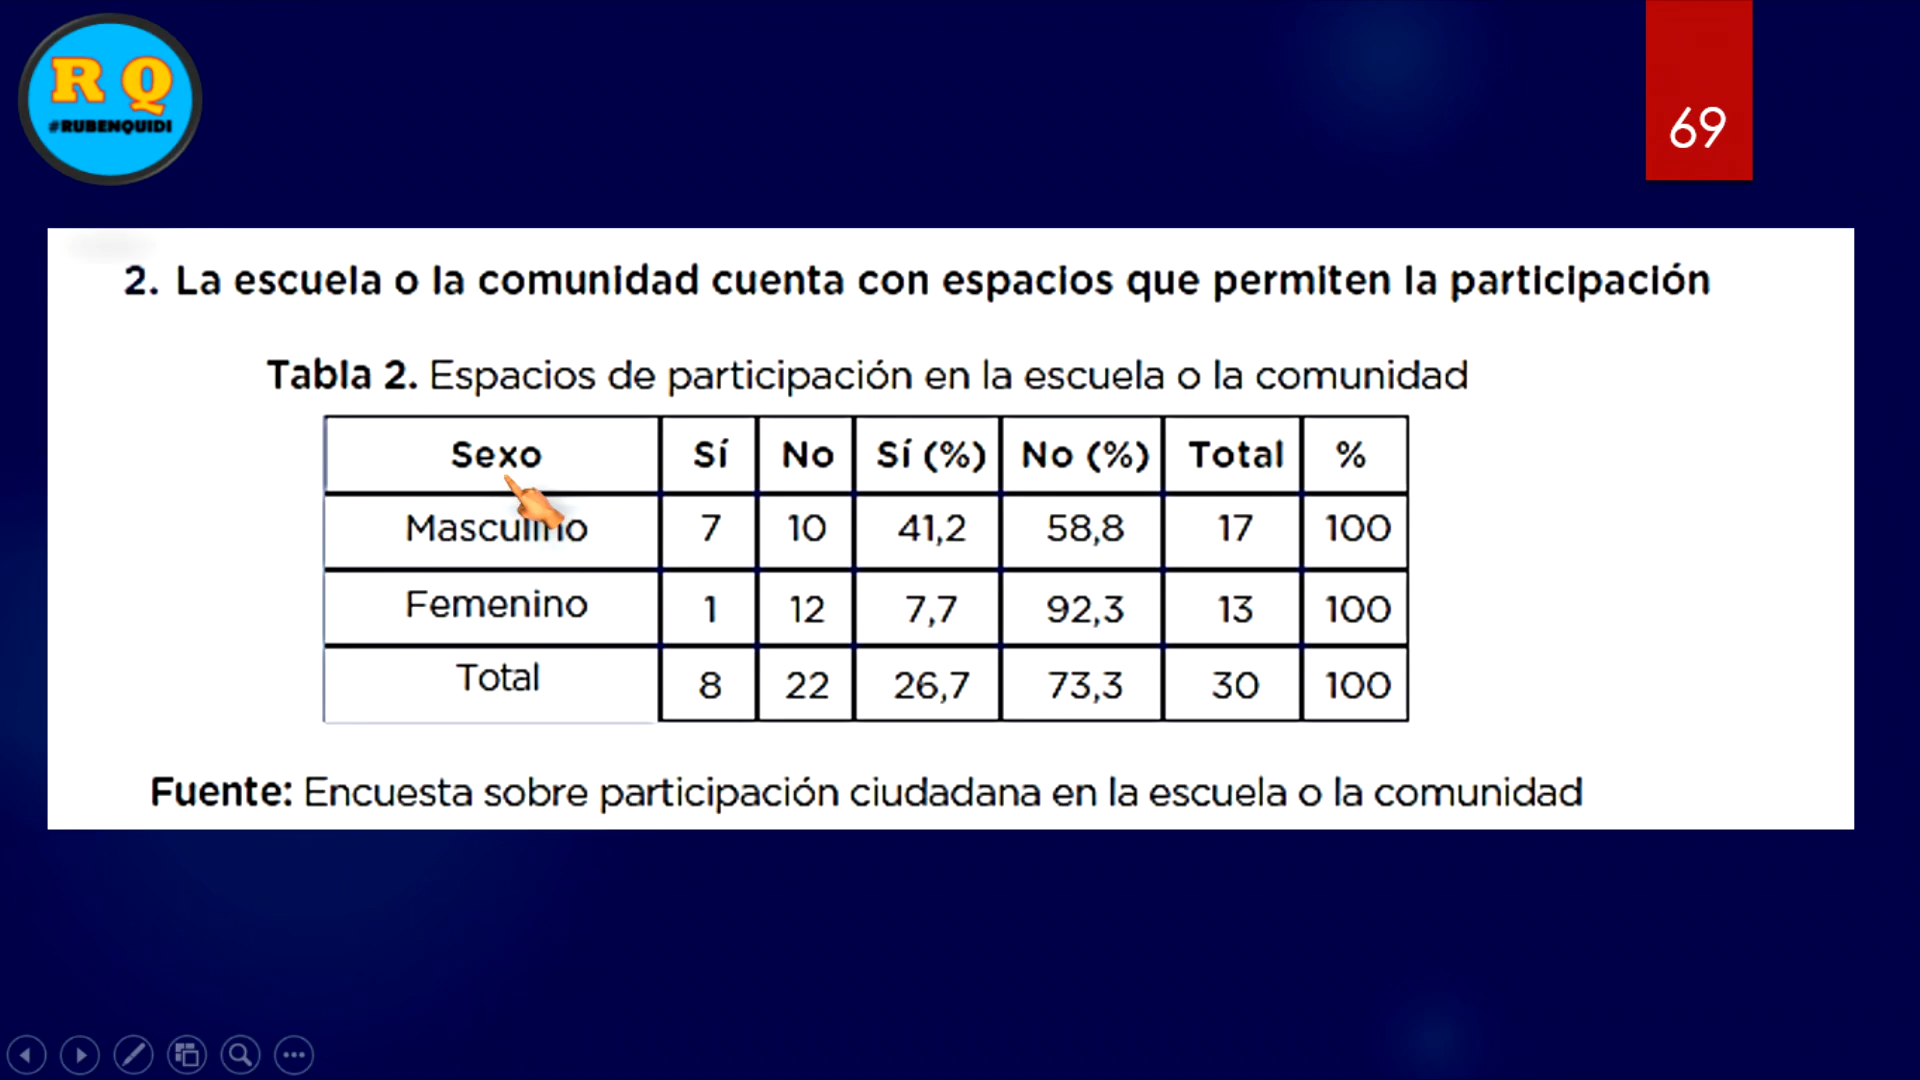 R Q
#RUBENQUIDI
69
2. La escuela o la comunidad cuenta con espacios que permiten la participación
Tabla 2. Espacios de participación en la escuela o la comunidad
Sexo Sí No Sí (%) No (%) Total %
Masculino 7 10 41,2 58,8 17 100
Femenino 1 12 7,7 92,3 13 100
Total 8 22 26,7 73,3 30 100
Fuente: Encuesta sobre participación ciudadana en la escuela o la comunidad